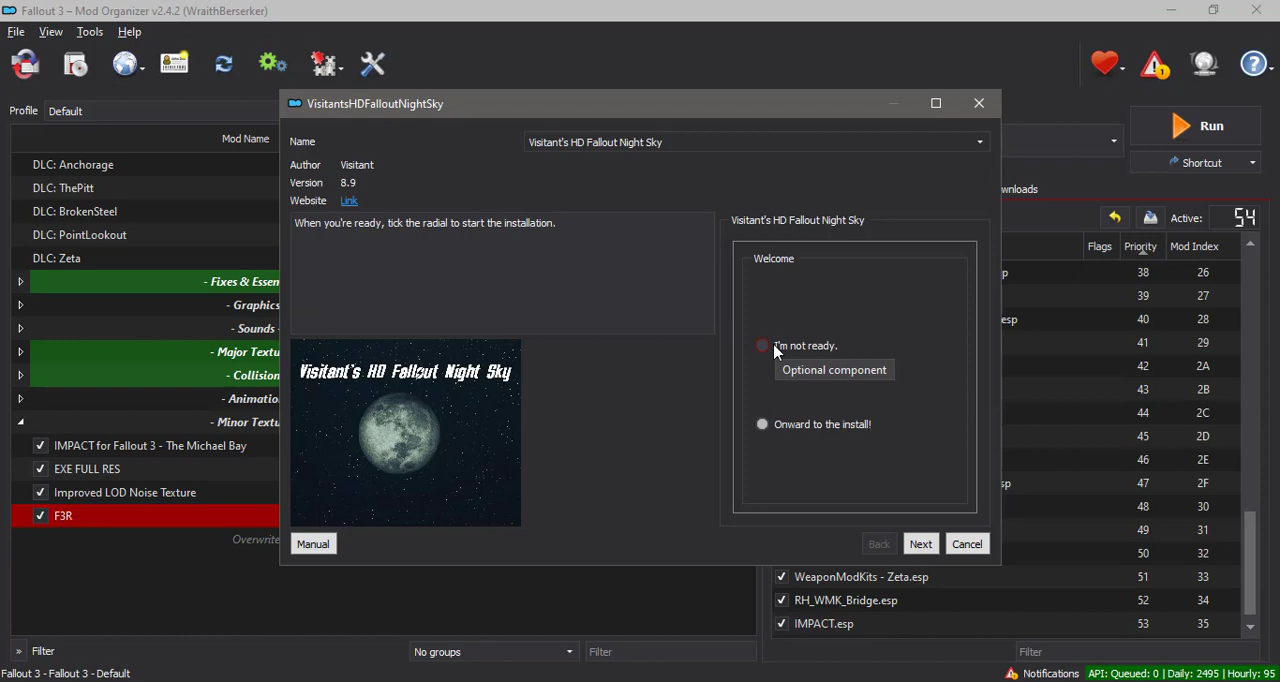 Fallout 3 - Mod Organizer v2.4.2 (WraithBerserker)
File View Tools Help
Profile Default
Mod Name
DLC: Anchorage
DLC: ThePitt
DLC: BrokenSteel
DLC: PointLookout
DLC: Zeta
- Fixes & Essen
- Graphics
- Sounds -
- Major Textu
- Collision
- Animatio
- Minor Textu
IMPACT for Fallout 3 - The Michael Bay
EXE FULL RES
Improved LOD Noise Texture
F3R
Overwrite
» Filter
No groups
Filter
VisitantsHDFalloutNightSky
Name Visitant's HD Fallout Night Sky
Author Visitant
Version 8.9
Website Link
When you're ready, tick the radial to start the installation.
Visitant's HD Fallout Night Sky
Visitant's HD Fallout Night Sky
Welcome
I'm not ready.
Optional component
Onward to the install!
Manual
Back Next Cancel
Run
Shortcut
wnloads
Active: 54
Flags Priority Mod Index
p 38 26
39 27
esp 40 28
41 29
42 2A
43 2B
44 2C
45 2D
46 2E
sp 47 2F
48 30
49 31
50 32
WeaponModKits - Zeta.esp 51 33
RH_WMK_Bridge.esp 52 34
IMPACT.esp 53 35
Filter
Fallout 3 - Fallout 3 - Default
Notifications API: Queued: 0 | Daily: 2495 | Hourly: 95